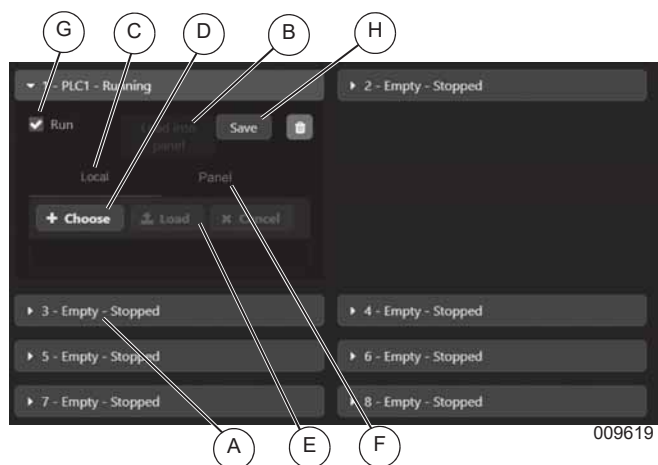 G C D B H
1 - PLC1 - Running
2 - Empty - Stopped
Run
Load into
panel
Save
Local
Panel
Choose
Load
Cancel
3 - Empty - Stopped
4 - Empty - Stopped
5 - Empty - Stopped
6 - Empty - Stopped
7 - Empty - Stopped
8 - Empty - Stopped
009619
A E F